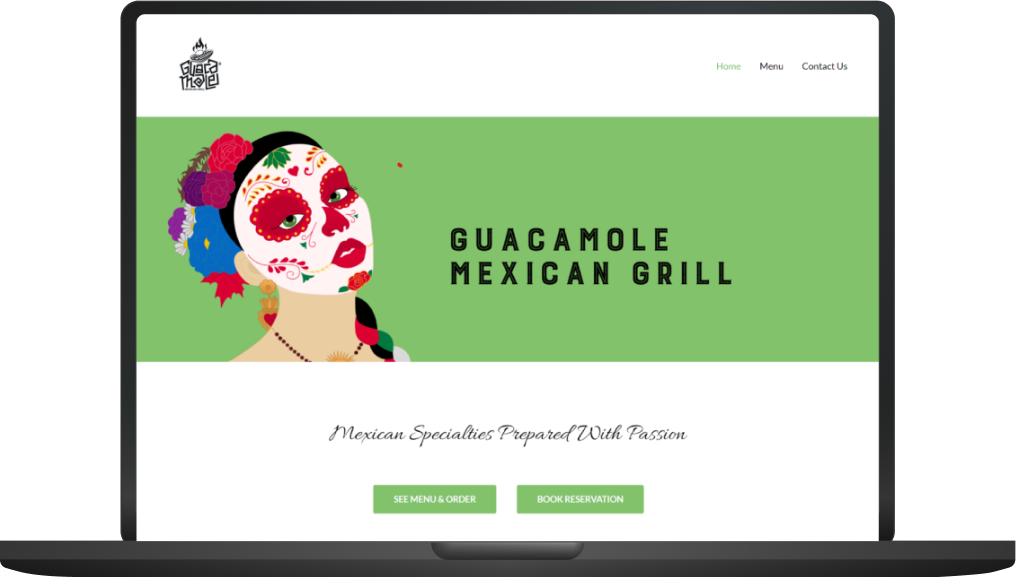 GUACA
MOLE
Home Menu Contact Us
GUACAMOLE
MEXICAN GRILL
Mexican Specialties Prepared With Passion
SEE MENU & ORDER BOOK RESERVATION